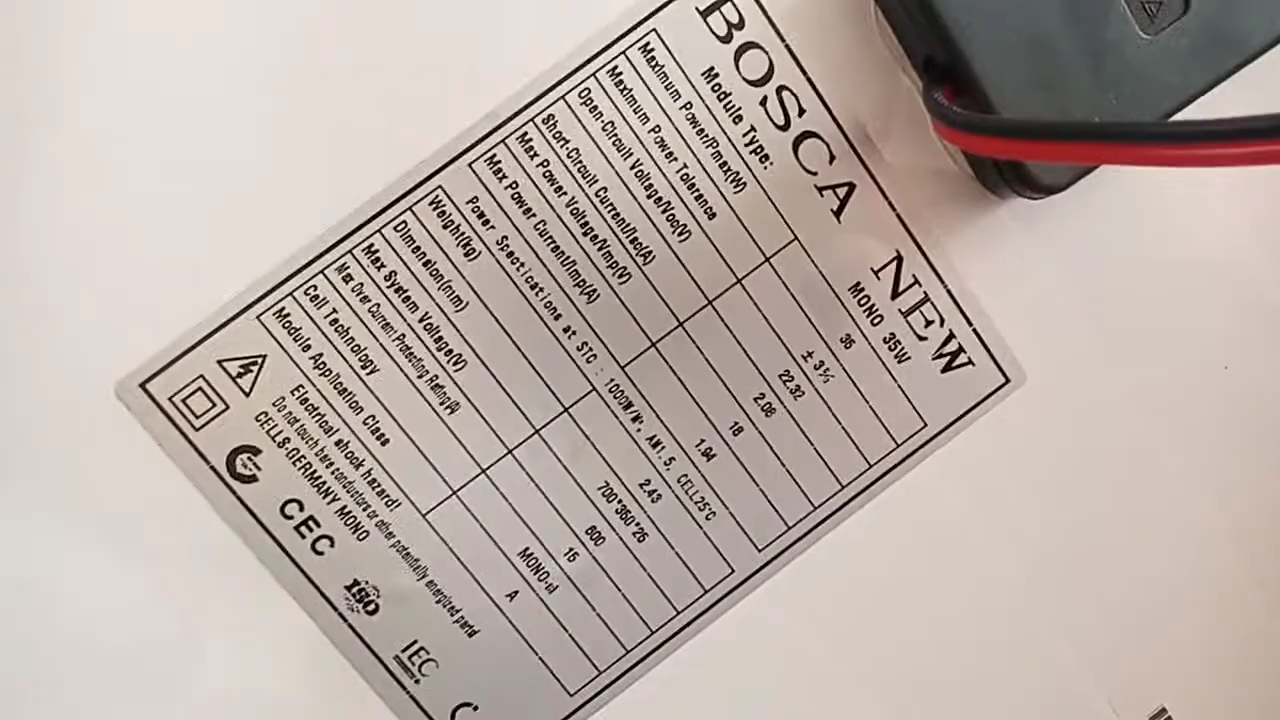 BOSCA NEW
Module Type: MONO 35W
Maximum Power/Pmax(W) 35
Maximum Power Tolerance ± 3%
Open-Circuit Voltage/Voc(V) 22.32
Short-Circuit Current/Isc(A) 2.08
Max Power Voltage/Vmp(V) 18
Max Power Current/Imp(A) 1.94
Power Spectications at STC : 1000W/M², AM1.5, CELL25°C
Weight(kg) 2.43
Dimension(mm) 700*350*25
Max System Voltage(V) 600
Max Over Current Protecting Rating(A) 15
Cell Technology MONO-si
Module Application Class A
Electrical shock hazard!
Do not touch bare conductors or other potentially energized partd
CELLS-GERMANY MONO
CEC
ISO
IEC